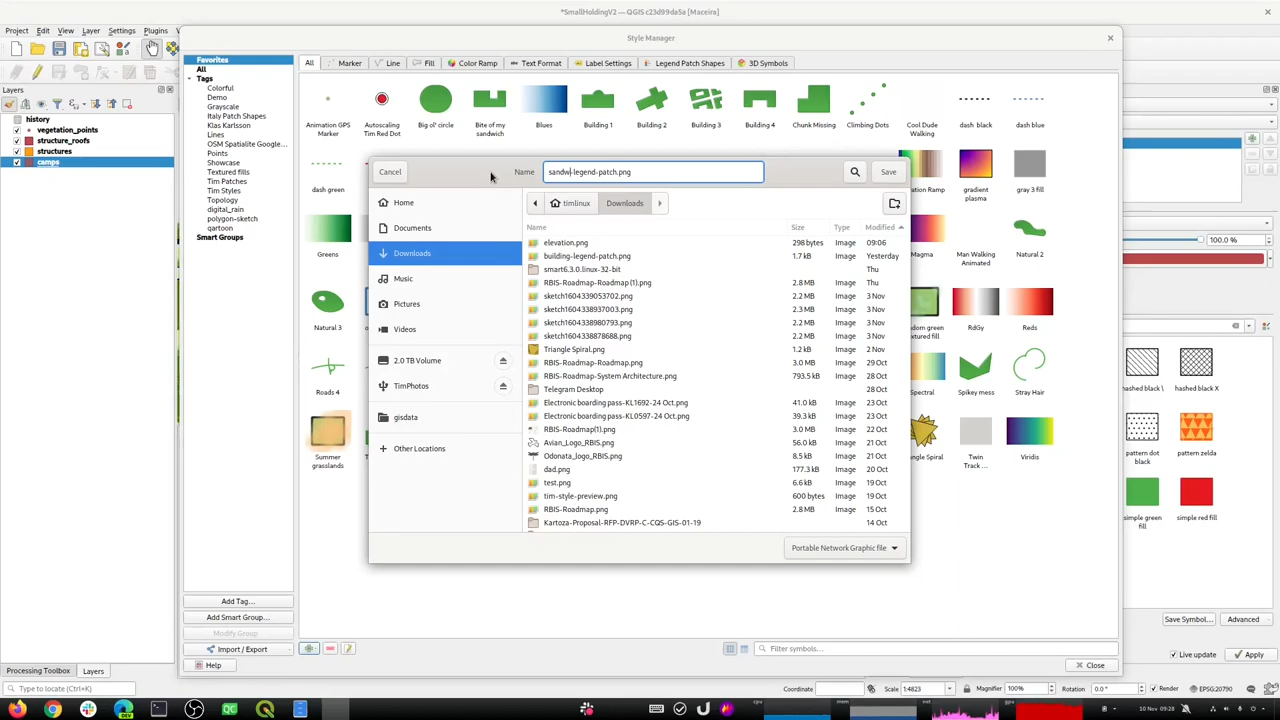 *SmallHoldingV2 — QGIS c23d99da5a [Maceira]
Project Edit View Layer Settings Plugins
Style Manager
Favorites
All
Tags
Colorful
Demo
Grayscale
Italy Patch Shapes
Klas Karlsson
Lines
OSM Spatialite Google...
Points
Showcase
Textured fills
Tim Patches
Tim Styles
Topology
digital_rain
polygon-sketch
qartoon
Smart Groups
Add Tag...
Add Smart Group...
Modify Group
Import / Export
Help
Layers
history
vegetation_points
structure_roofs
structures
camps
All Marker Line Fill Color Ramp Text Format Label Settings Legend Patch Shapes 3D Symbols
Animation GPS Marker
Autoscaling Tim Red Dot
Big ol' circle
Bite of my sandwich
Blues
Building 1
Building 2
Building 3
Building 4
Chunk Missing
Climbing Dots
Cool Dude Walking
dash black
dash blue
dash green
gradient plasma
gray 3 fill
Greens
Magma
Man Walking Animated
Natural 2
Natural 3
RdGy
Reds
Roads 4
Spectral
Spikey mess
Stray Hair
Summer grasslands
Twin Track ...
Viridis
Cancel Name sandw-legend-patch.png Save
timlinux Downloads
Home
Documents
Downloads
Music
Pictures
Videos
2.0 TB Volume
TimPhotos
gisdata
Other Locations
Name Size Type Modified
elevation.png 298 bytes Image 09:06
building-legend-patch.png 1.7 kB Image Yesterday
smart6.3.0.linux-32-bit Thu
RBIS-Roadmap-Roadmap (1).png 2.8 MB Image Thu
sketch1604339053702.png 2.2 MB Image 3 Nov
sketch1604338937003.png 2.3 MB Image 3 Nov
sketch1604338980793.png 2.2 MB Image 3 Nov
sketch1604338878688.png 2.2 MB Image 3 Nov
Triangle Spiral.png 1.2 kB Image 2 Nov
RBIS-Roadmap-Roadmap.png 3.0 MB Image 29 Oct
RBIS-Roadmap-System Architecture.png 793.5 kB Image 28 Oct
Telegram Desktop 28 Oct
Electronic boarding pass-KL1692-24 Oct.png 41.0 kB Image 23 Oct
Electronic boarding pass-KL0597-24 Oct.png 39.3 kB Image 23 Oct
RBIS-Roadmap(1).png 3.0 MB Image 22 Oct
Avian_Logo_RBIS.png 56.0 kB Image 21 Oct
Odonata_logo_RBIS.png 8.5 kB Image 21 Oct
dad.png 177.3 kB Image 20 Oct
test.png 6.6 kB Image 19 Oct
tim-style-preview.png 600 bytes Image 19 Oct
RBIS-Roadmap.png 2.8 MB Image 15 Oct
Kartoza-Proposal-RFP-DVRP-C-CQS-GIS-01-19 14 Oct
Portable Network Graphic file
Filter symbols...
Close
100.0 %
hashed black \
hashed black X
pattern dot black
pattern zelda
simple green fill
simple red fill
Save Symbol... Advanced
Live update Apply
Processing Toolbox Layers
Type to locate (Ctrl+K)
Coordinate Scale 1:4823 Magnifier 100% Rotation 0.0 ° Render EPSG:20790
10 Nov 09:28